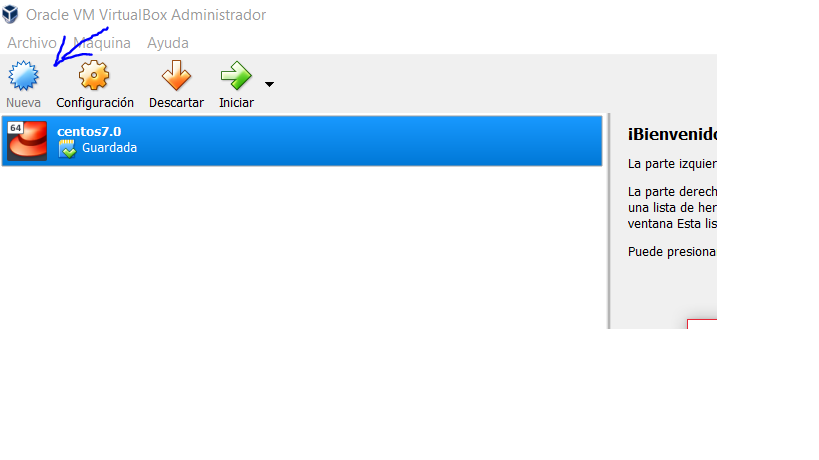 Oracle VM VirtualBox Administrador
Archivo Maquina Ayuda
Nueva Configuración Descartar Iniciar
64
centos7.0
Guardada
¡Bienvenido
La parte izquier
La parte derech
una lista de her
ventana Esta lis
Puede presiona